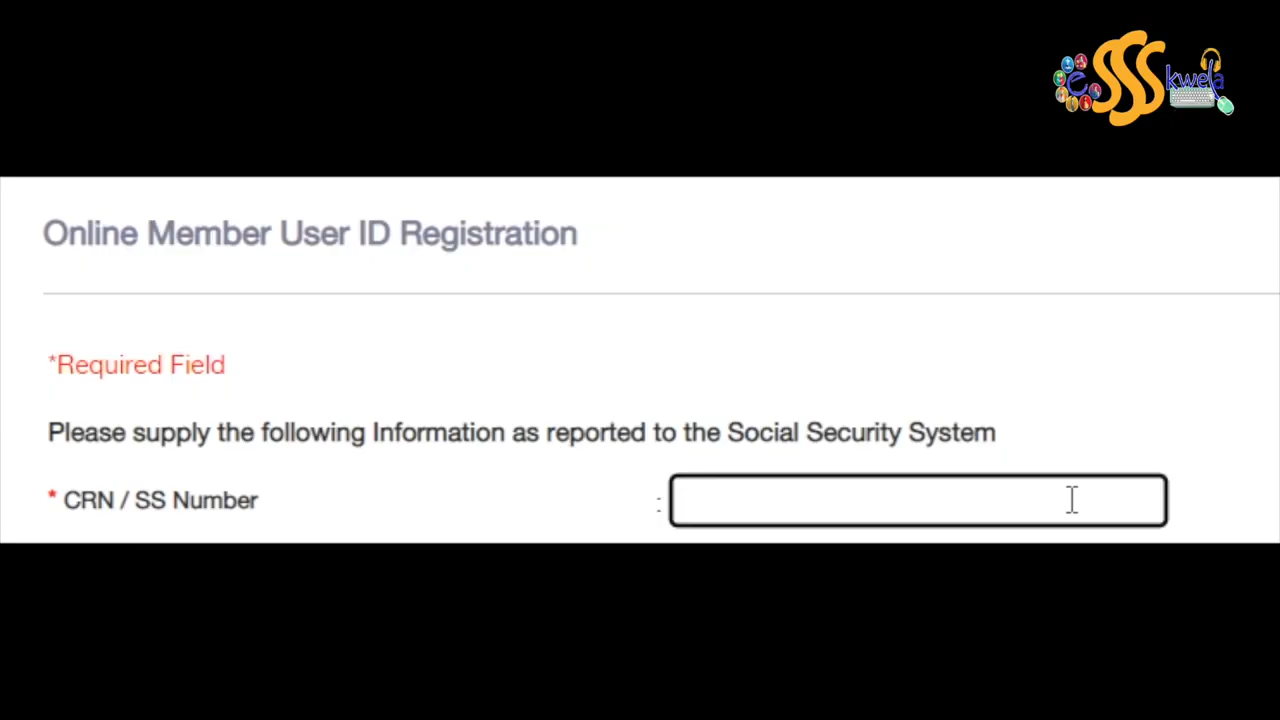 eSSSkwela
Online Member User ID Registration
*Required Field
Please supply the following Information as reported to the Social Security System
* CRN / SS Number :